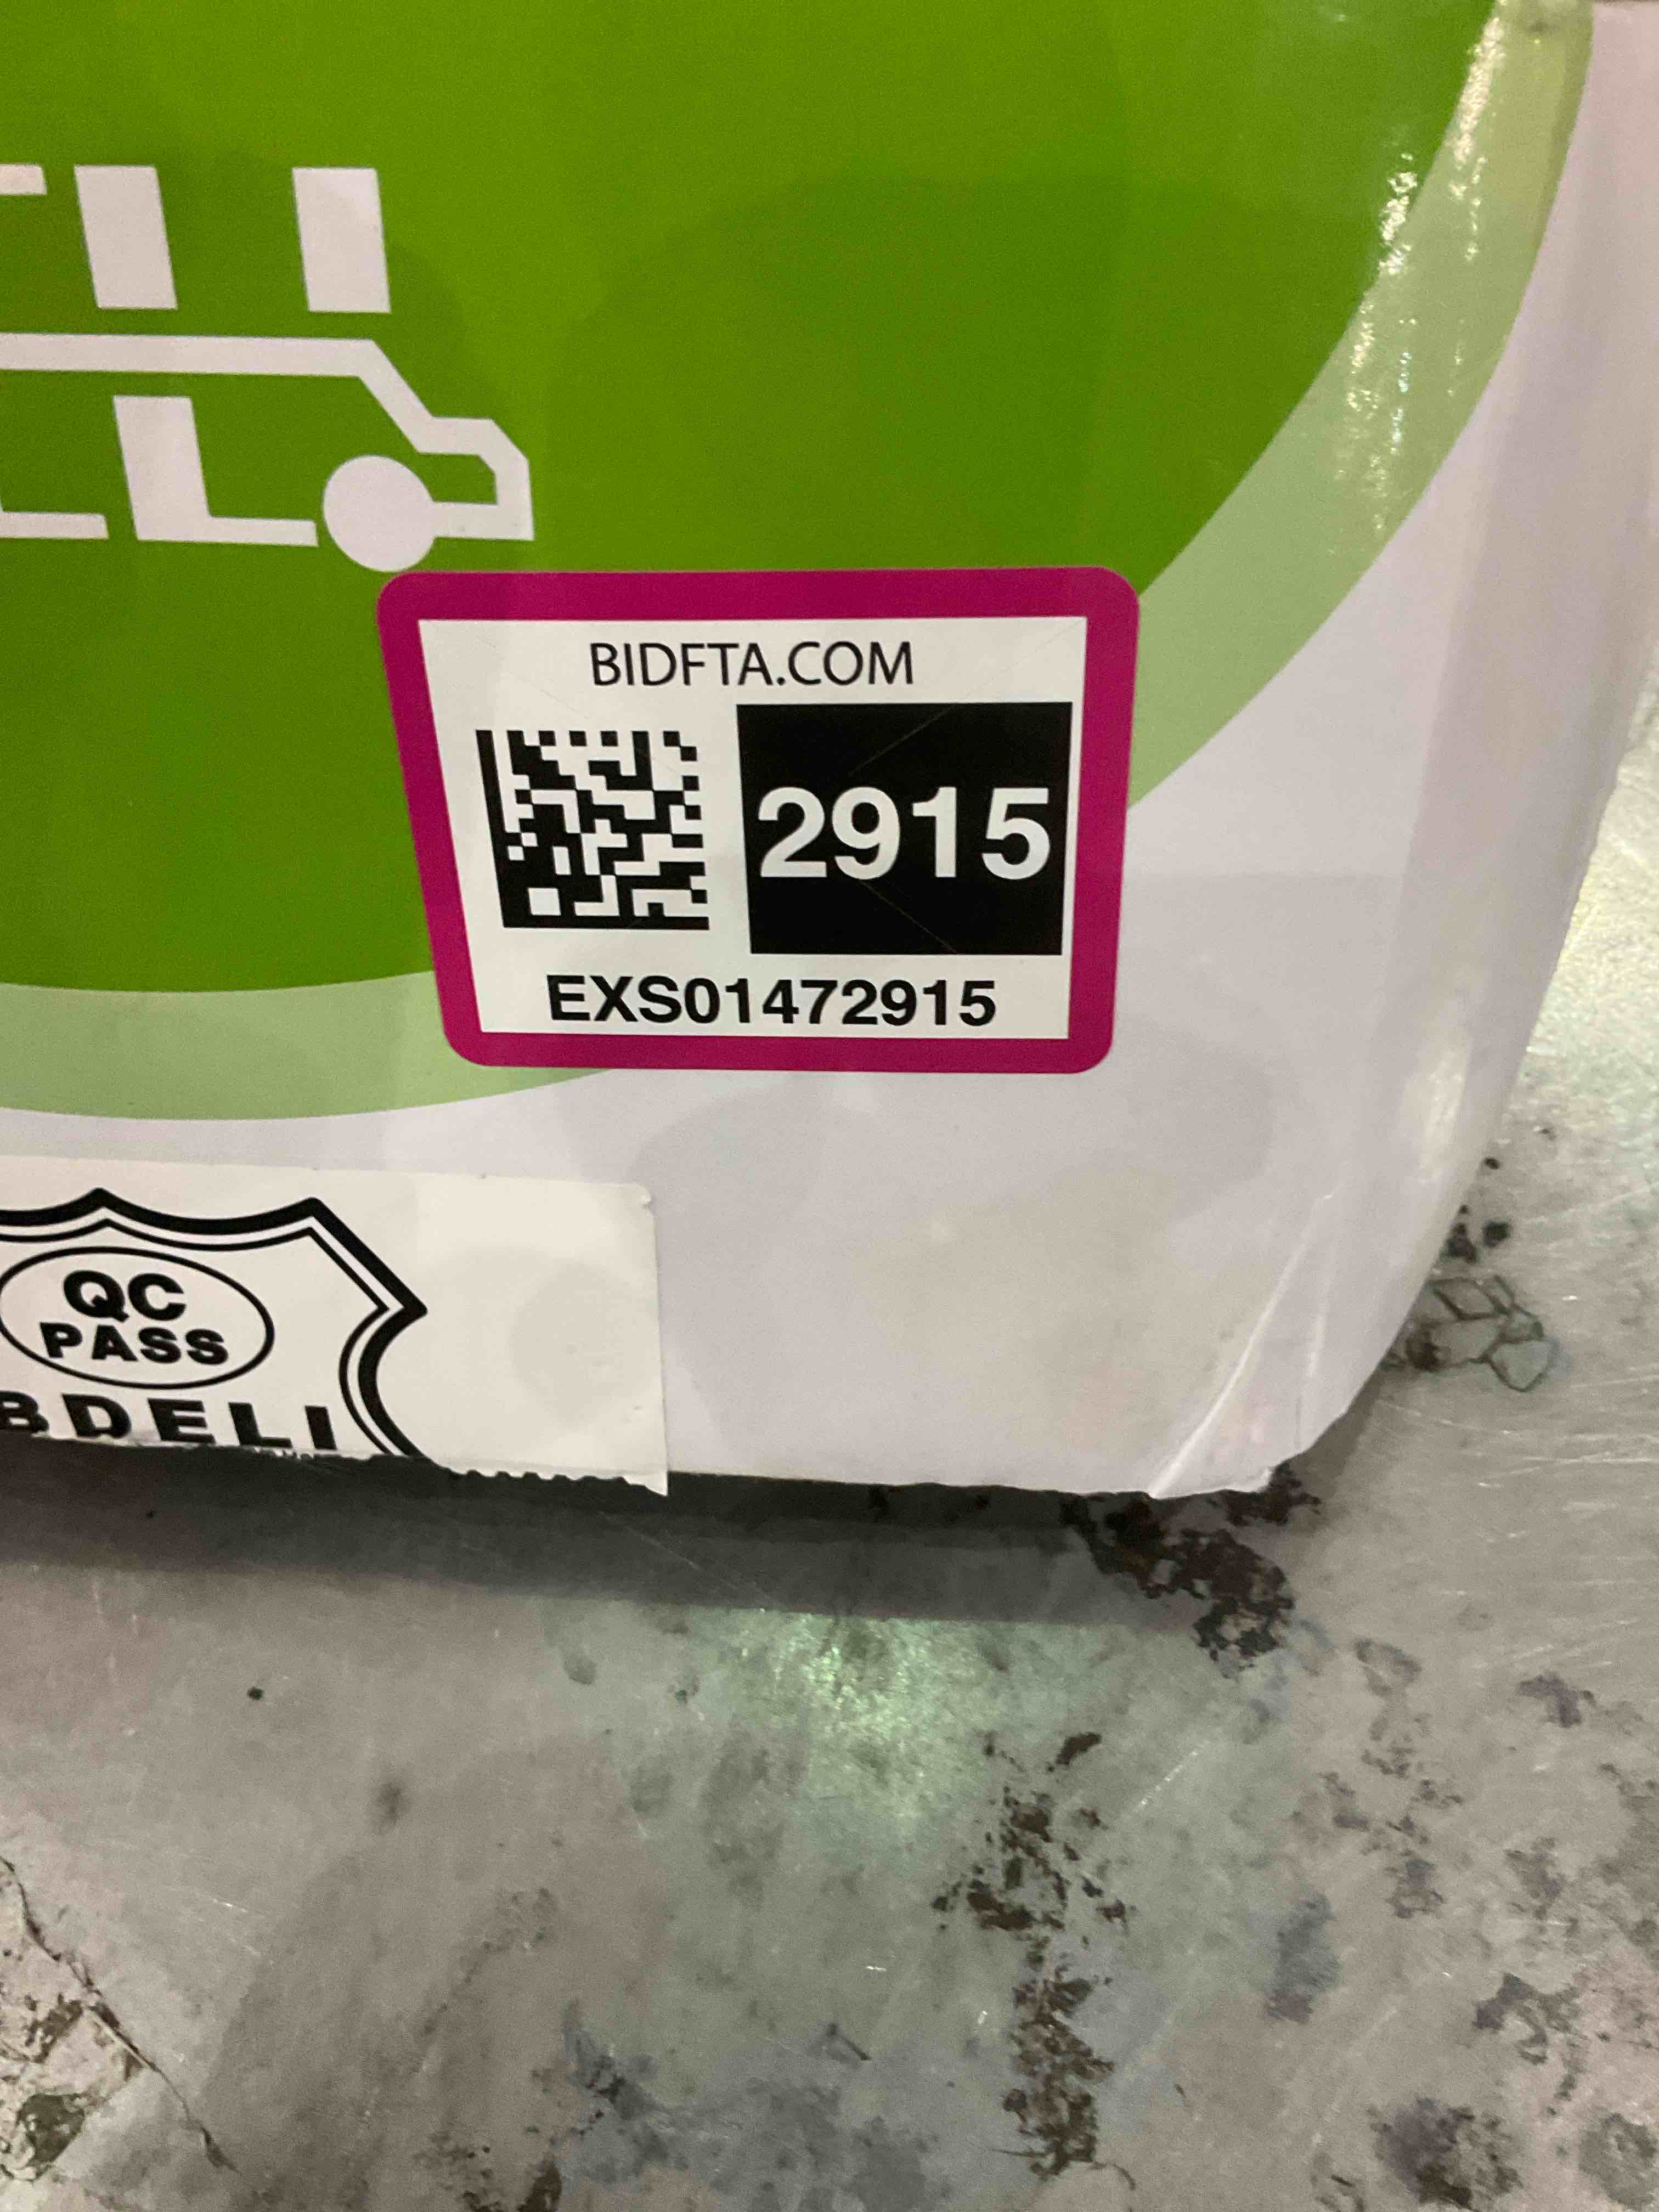 BIDFTA.COM
2915
EXS01472915
QC
PASS
BDELI